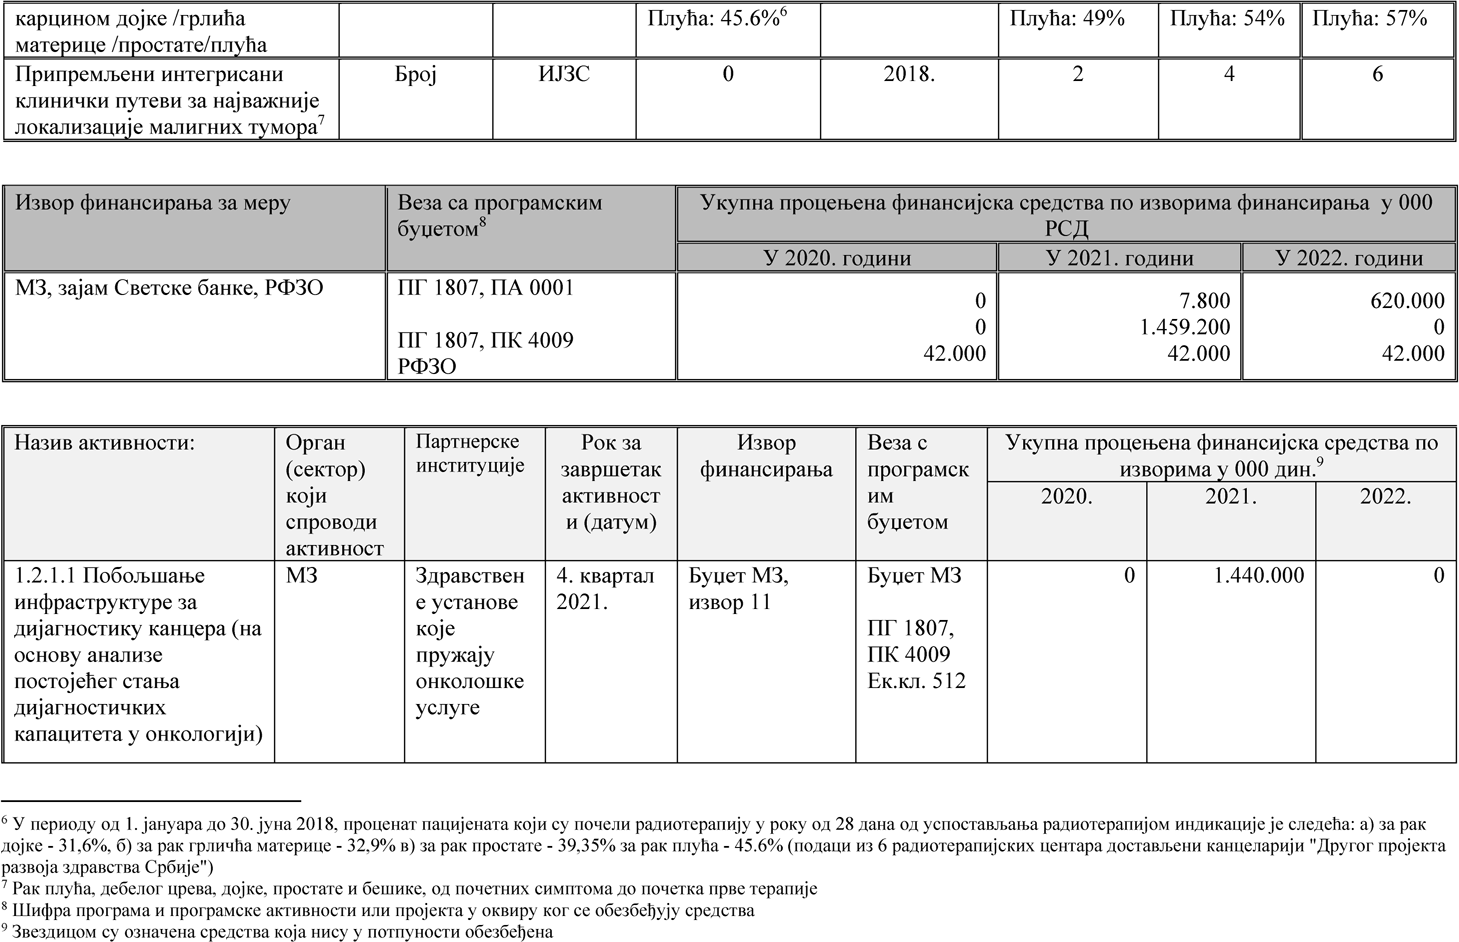 карцином дојке /грлића Плућа: 45.6%6 Плућа: 49% Плућа: 54% Плућа: 57%
материце /простате/плућа
Припремљени интегрисани Број ИЈЗС 0 2018. 2 4 6
клинички путеви за најважније
локализације малигних тумора7
Извор финансирања за меру Веза са програмским Укупна процењена финансијска средства по изворима финансирања у 000
буџетом8 РСД
У 2020. години У 2021. години У 2022. години
МЗ, зајам Светске банке, РФЗО ПГ 1807, ПА 0001 0 7.800 620.000
ПГ 1807, ПК 4009 0 1.459.200 0
РФЗО 42.000 42.000 42.000
Назив активности: Орган Партнерске Рок за Извор Веза с Укупна процењена финансијска средства по
(сектор) институције завршетак финансирања програмск изворима у 000 дин.9
који активност им 2020. 2021. 2022.
спроводи и (датум) буџетом
активност
1.2.1.1 Побољшање МЗ Здравствен 4. квартал Буџет МЗ, Буџет МЗ 0 1.440.000 0
инфраструктуре за е установе 2021. извор 11
дијагностику канцера (на које ПГ 1807,
основу анализе пружају ПК 4009
постојећег стања онколошке Ек.кл. 512
дијагностичких услуге
капацитета у онкологији)
6 У периоду од 1. јануара до 30. јуна 2018, проценат пацијената који су почели радиотерапију у року од 28 дана од успостављања радиотерапијом индикације је следећа: а) за рак
дојке - 31,6%, б) за рак грличћа материце - 32,9% в) за рак простате - 39,35% за рак плућа - 45.6% (подаци из 6 радиотерапијских центара достављени канцеларији "Другог пројекта
развоја здравства Србије")
7 Рак плућа, дебелог црева, дојке, простате и бешике, од почетних симптома до почетка прве терапије
8 Шифра програма и програмске активности или пројекта у оквиру ког се обезбеђују средства
9 Звездицом су означена средства која нису у потпуности обезбеђена